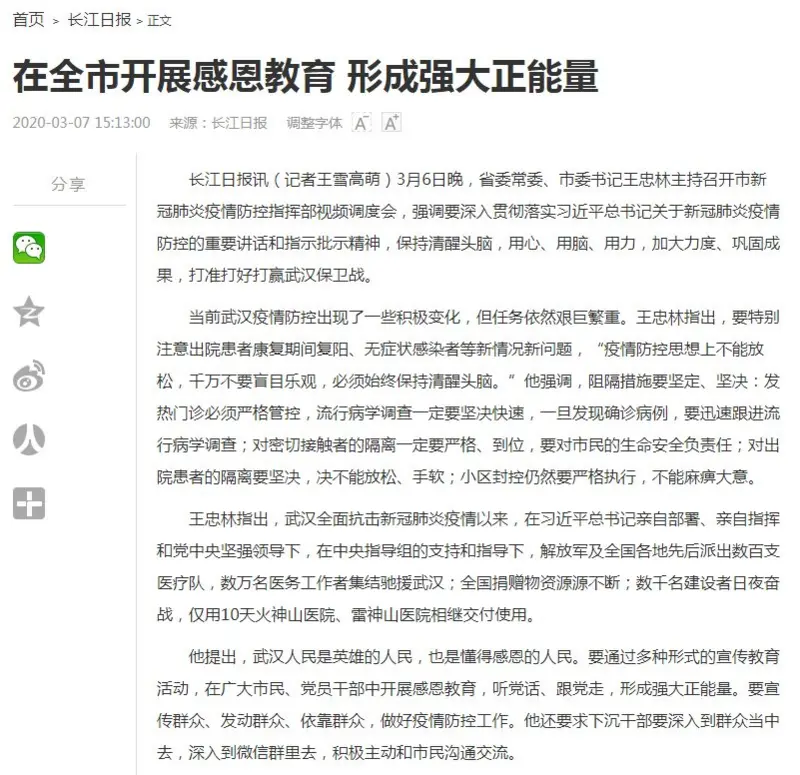 首页 > 长江日报 > 正文
在全市开展感恩教育 形成强大正能量
2020-03-07 15:13:00 来源：长江日报 调整字体 A- A+
分享
长江日报讯（记者王雪高萌）3月6日晚，省委常委、市委书记王忠林主持召开市新
冠肺炎疫情防控指挥部视频调度会，强调要深入贯彻落实习近平总书记关于新冠肺炎疫情
防控的重要讲话和指示批示精神，保持清醒头脑，用心、用脑、用力，加大力度、巩固成
果，打准打好打赢武汉保卫战。
当前武汉疫情防控出现了一些积极变化，但任务依然艰巨繁重。王忠林指出，要特别
注意出院患者康复期间复阳、无症状感染者等新情况新问题，“疫情防控思想上不能放
松，千万不要盲目乐观，必须始终保持清醒头脑。”他强调，阻隔措施要坚定、坚决：发
热门诊必须严格管控，流行病学调查一定要坚决快速，一旦发现确诊病例，要迅速跟进流
行病学调查；对密切接触者的隔离一定要严格、到位，要对市民的生命安全负责任；对出
院患者的隔离要坚决，决不能放松、手软；小区封控仍然要严格执行，不能麻痹大意。
王忠林指出，武汉全面抗击新冠肺炎疫情以来，在习近平总书记亲自部署、亲自指挥
和党中央坚强领导下，在中央指导组的支持和指导下，解放军及全国各地先后派出数百支
医疗队，数万名医务工作者集结驰援武汉；全国捐赠物资源源不断；数千名建设者日夜奋
战，仅用10天火神山医院、雷神山医院相继交付使用。
他提出，武汉人民是英雄的人民，也是懂得感恩的人民。要通过多种形式的宣传教育
活动，在广大市民、党员干部中开展感恩教育，听党话、跟党走，形成强大正能量。要宣
传群众、发动群众、依靠群众，做好疫情防控工作。他还要求下沉干部要深入到群众当中
去，深入到微信群里去，积极主动和市民沟通交流。